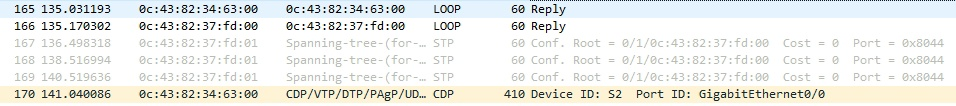 165 135.031193 0c:43:82:34:63:00 0c:43:82:34:63:00 LOOP 60 Reply
166 135.170302 0c:43:82:37:fd:00 0c:43:82:37:fd:00 LOOP 60 Reply
167 136.498318 0c:43:82:37:fd:01 Spanning-tree-(for-… STP 60 Conf. Root = 0/1/0c:43:82:37:fd:00 Cost = 0 Port = 0x8044
168 138.516994 0c:43:82:37:fd:01 Spanning-tree-(for-… STP 60 Conf. Root = 0/1/0c:43:82:37:fd:00 Cost = 0 Port = 0x8044
169 140.519636 0c:43:82:37:fd:01 Spanning-tree-(for-… STP 60 Conf. Root = 0/1/0c:43:82:37:fd:00 Cost = 0 Port = 0x8044
170 141.040086 0c:43:82:34:63:00 CDP/VTP/DTP/PAgP/UD… CDP 410 Device ID: S2 Port ID: GigabitEthernet0/0